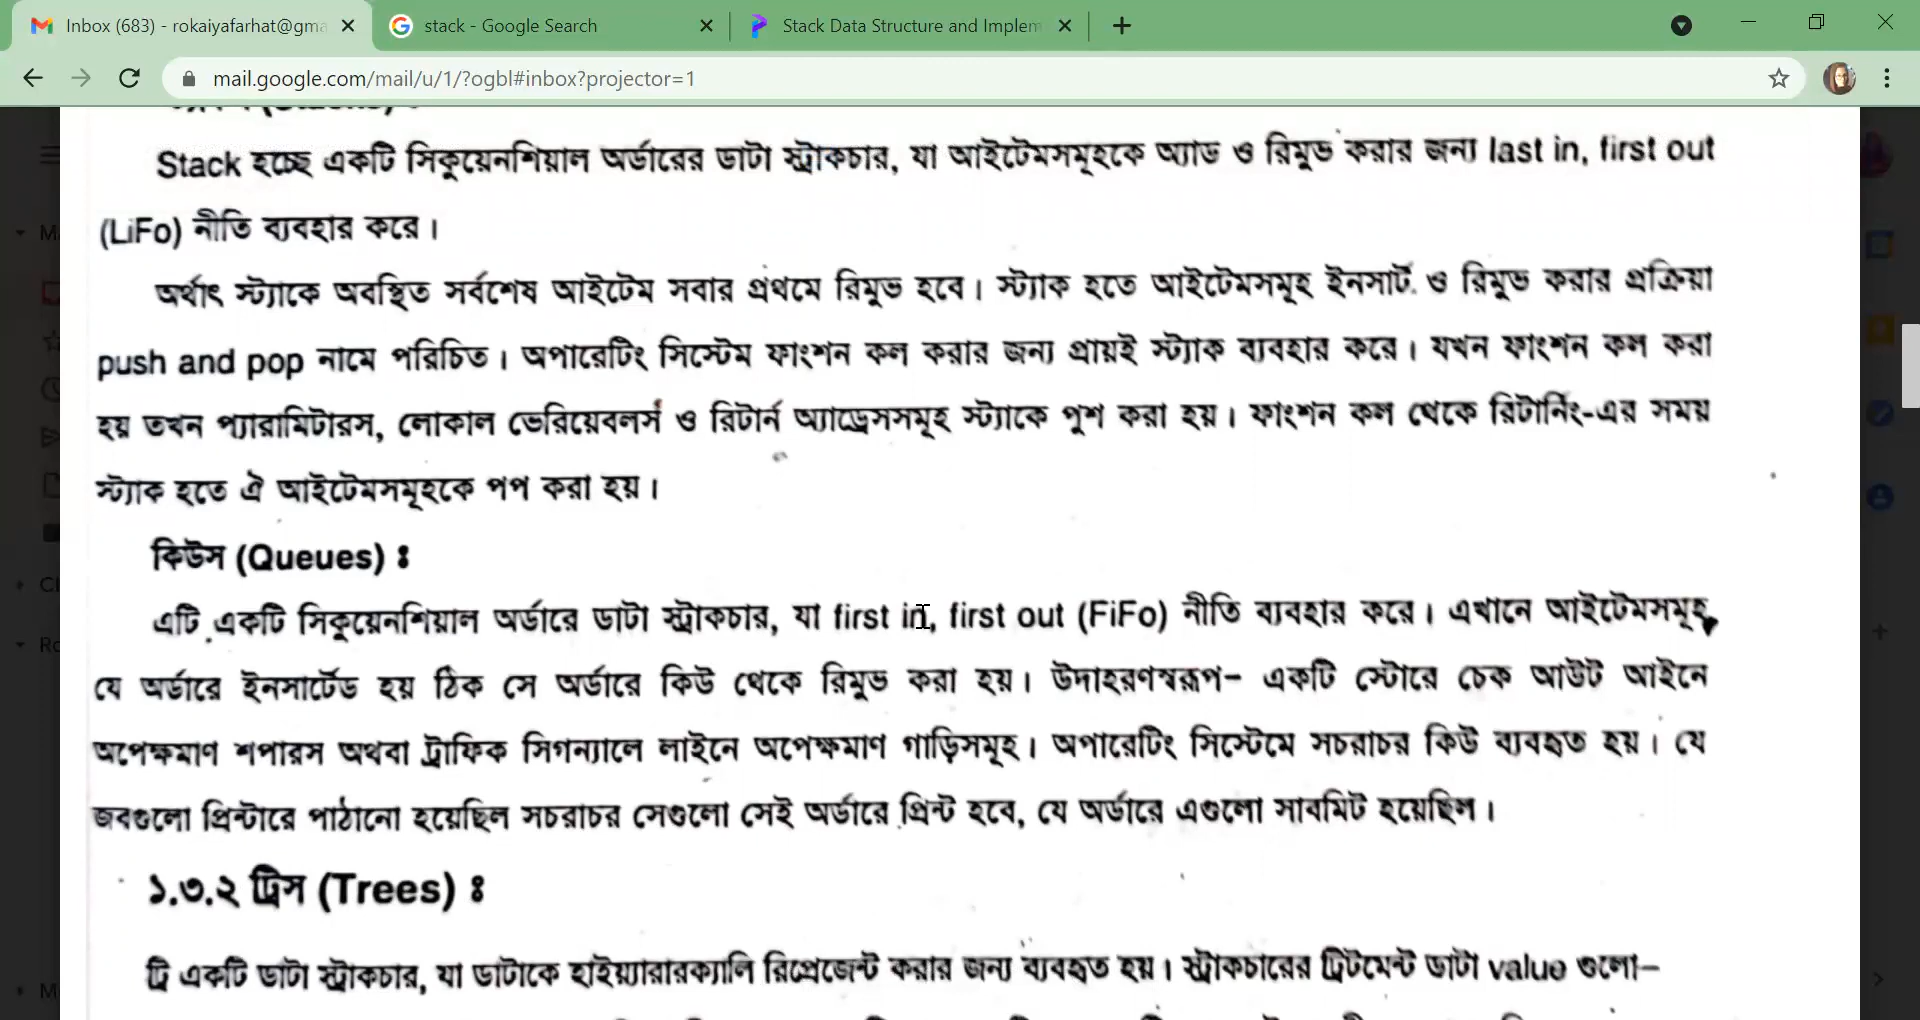 Inbox (683) - rokaiyafarhat@gma
stack - Google Search
Stack Data Structure and Implem
mail.google.com/mail/u/1/?ogbl#inbox?projector=1
Stack হচ্ছে একটি সিকুয়েনশিয়াল অর্ডারের ডাটা স্ট্রাকচার, যা আইটেমসমূহকে অ্যাড ও রিমুভ করার জন্য last in, first out
(LiFo) নীতি ব্যবহার করে।
অর্থাৎ স্ট্যাকে অবস্থিত সর্বশেষ আইটেম সবার প্রথমে রিমুভ হবে। স্ট্যাক হতে আইটেমসমূহ ইনসার্ট ও রিমুভ করার প্রক্রিয়া
push and pop নামে পরিচিত। অপারেটিং সিস্টেম ফাংশন কল করার জন্য প্রায়ই স্ট্যাক ব্যবহার করে। যখন ফাংশন কল করা
হয় তখন প্যারামিটারস, লোকাল ভেরিয়েবলস ও রিটার্ন অ্যাড্রেসসমূহ স্ট্যাকে পুশ করা হয়। ফাংশন কল থেকে রিটার্নিং-এর সময়
স্ট্যাক হতে ঐ আইটেমসমূহকে পপ করা হয়।
কিউস (Queues) ঃ
এটি একটি সিকুয়েনশিয়াল অর্ডারে ডাটা স্ট্রাকচার, যা first in, first out (FiFo) নীতি ব্যবহার করে। এখানে আইটেমসমূহ
যে অর্ডারে ইনসার্টেড হয় ঠিক সে অর্ডারে কিউ থেকে রিমুভ করা হয়। উদাহরণস্বরূপ- একটি স্টোরে চেক আউট আইনে
অপেক্ষমাণ শপারস অথবা ট্রাফিক সিগন্যালে লাইনে অপেক্ষমাণ গাড়িসমূহ। অপারেটিং সিস্টেমে সচরাচর কিউ ব্যবহৃত হয়। যে
জবগুলো প্রিন্টারে পাঠানো হয়েছিল সচরাচর সেগুলো সেই অর্ডারে প্রিন্ট হবে, যে অর্ডারে এগুলো সাবমিট হয়েছিল।
১.৩.২ ট্রিস (Trees) ঃ
ট্রি একটি ডাটা স্ট্রাকচার, যা ডাটাকে হাইয়্যারারক্যালি রিপ্রেজেন্ট করার জন্য ব্যবহৃত হয়। স্ট্রাকচারের ট্রিটমেন্ট ডাটা value গুলো-